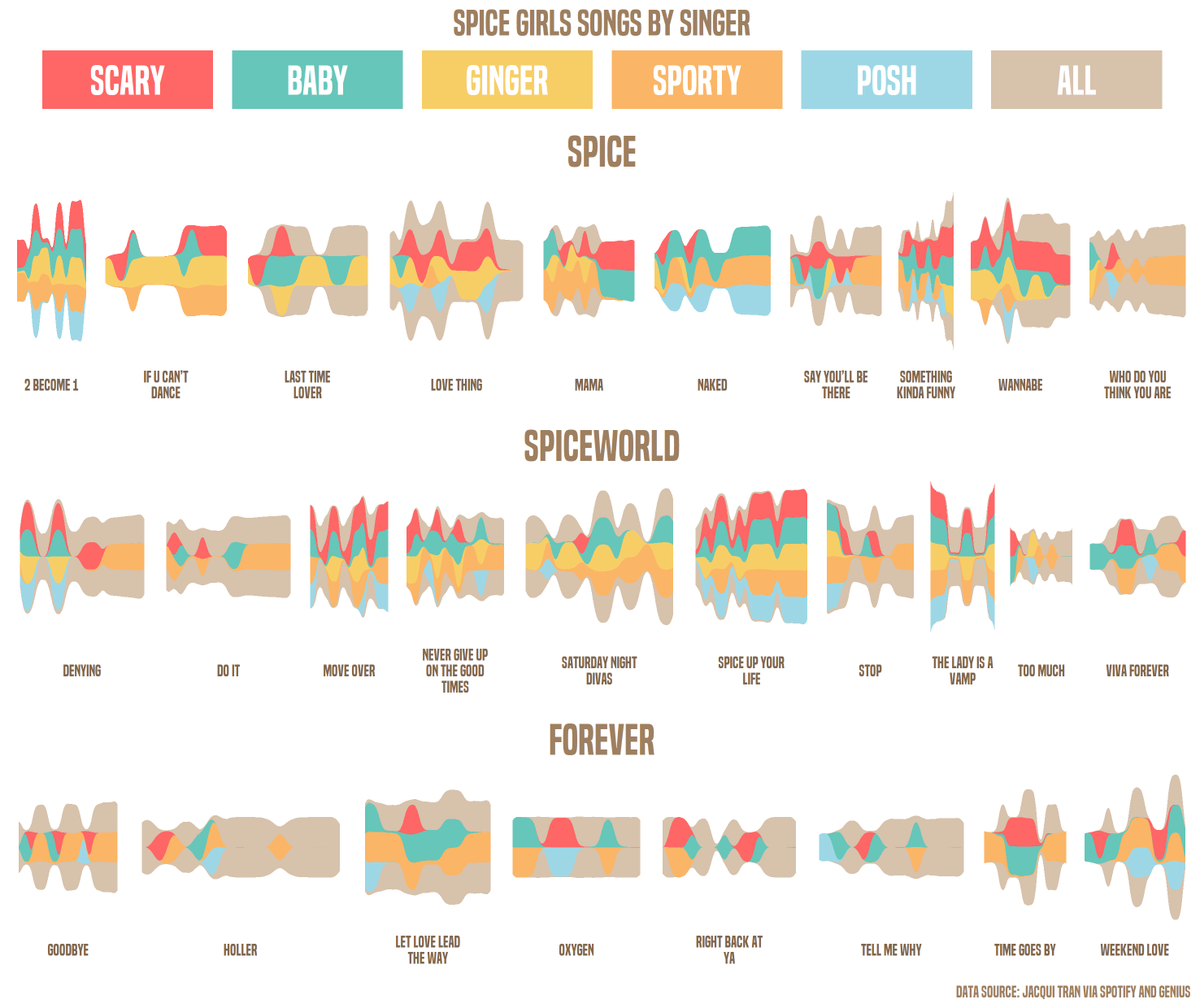 SPICE GIRLS SONGS BY SINGER
SCARY
BABY
GINGER
SPORTY
POSH
ALL
SPICE
2 BECOME 1
IF U CAN'T
DANCE
LAST TIME
LOVER
LOVE THING
MAMA
NAKED
SAY YOU'LL BE
THERE
SOMETHING
KINDA FUNNY
WANNABE
WHO DO YOU
THINK YOU ARE
SPICEWORLD
DENYING
DO IT
MOVE OVER
NEVER GIVE UP
ON THE GOOD
TIMES
SATURDAY NIGHT
DIVAS
SPICE UP YOUR
LIFE
STOP
THE LADY IS A
VAMP
TOO MUCH
VIVA FOREVER
FOREVER
GOODBYE
HOLLER
LET LOVE LEAD
THE WAY
OXYGEN
RIGHT BACK AT
YA
TELL ME WHY
TIME GOES BY
WEEKEND LOVE
DATA SOURCE: JACQUI TRAN VIA SPOTIFY AND GENIUS